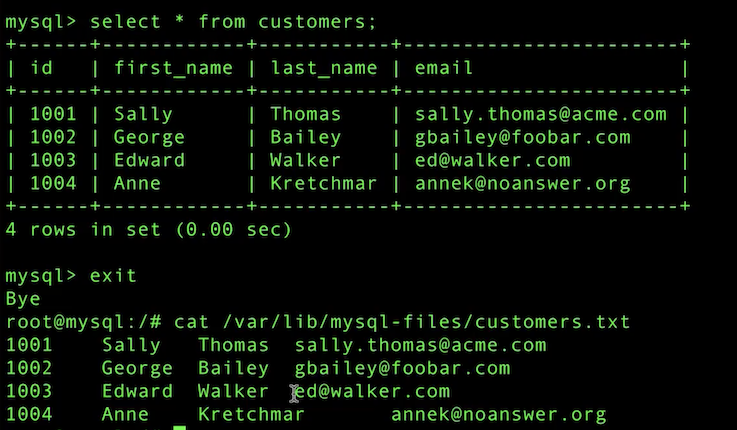 mysql> select * from customers;
+------+------------+-----------+-----------------------+
| id   | first_name | last_name | email                 |
+------+------------+-----------+-----------------------+
| 1001 | Sally      | Thomas    | sally.thomas@acme.com |
| 1002 | George     | Bailey    | gbailey@foobar.com    |
| 1003 | Edward     | Walker    | ed@walker.com         |
| 1004 | Anne       | Kretchmar | annek@noanswer.org    |
+------+------------+-----------+-----------------------+
4 rows in set (0.00 sec)
mysql> exit
Bye
root@mysql:/# cat /var/lib/mysql-files/customers.txt
1001    Sally   Thomas  sally.thomas@acme.com
1002    George  Bailey  gbailey@foobar.com
1003    Edward  Walker  ed@walker.com
1004    Anne    Kretchmar       annek@noanswer.org